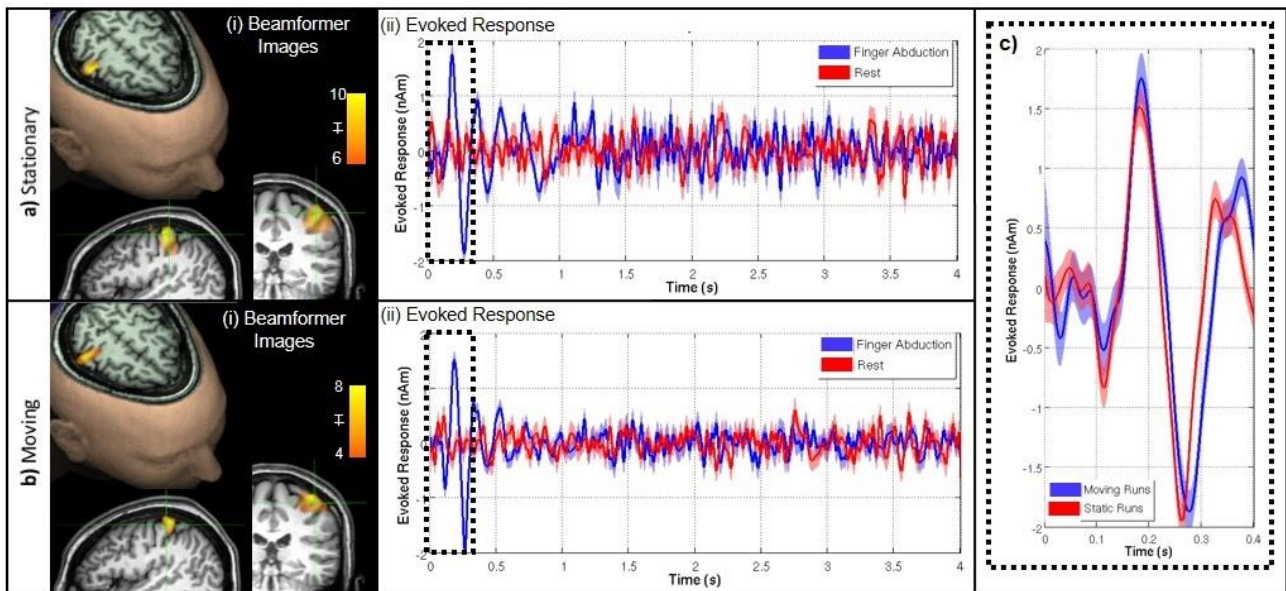 a) Stationary
(i) Beamformer
Images
10
Ŧ
6
(ii) Evoked Response
Evoked Response (nAm)
2
1
0
-1
-2
Finger Abduction
Rest
0 0.5 1 1.5 2 2.5 3 3.5 4
Time (s)
b) Moving
(i) Beamformer
Images
8
Ŧ
4
(ii) Evoked Response
Evoked Response (nAm)
2
1
0
-1
-2
Finger Abduction
Rest
0 0.5 1 1.5 2 2.5 3 3.5 4
Time (s)
c)
Evoked Response (nAm)
2
1.5
1
0.5
0
-0.5
-1
-1.5
-2
Moving Runs
Static Runs
0 0.1 0.2 0.3 0.4
Time (s)